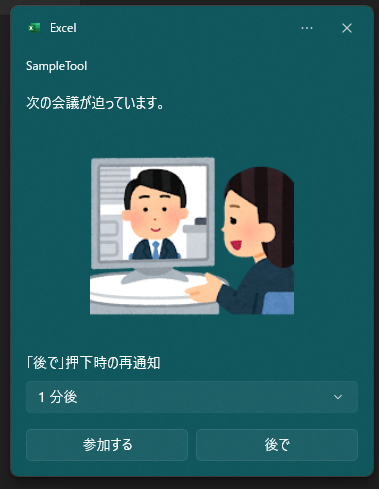 Excel
SampleTool
次の会議が迫っています。
「後で」押下時の再通知
1 分後
参加する
後で